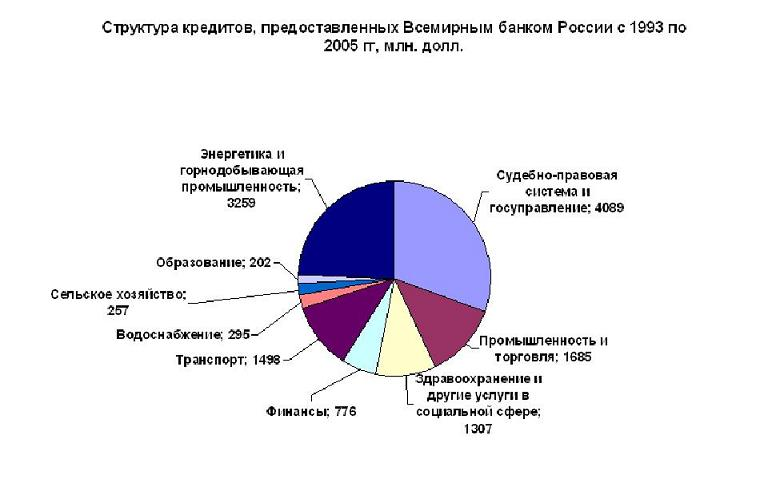 Структура кредитов, предоставленных Всемирным банком России с 1993 по
2005 гг, млн. долл.
Энергетика и
горнодобывающая
промышленность;
3259
Судебно-правовая
система и
госуправление; 4089
Образование; 202
Сельское хозяйство;
257
Водоснабжение; 295
Транспорт; 1498
Промышленность и
торговля; 1685
Здравоохранение и
другие услуги в
социальной сфере;
1307
Финансы; 776